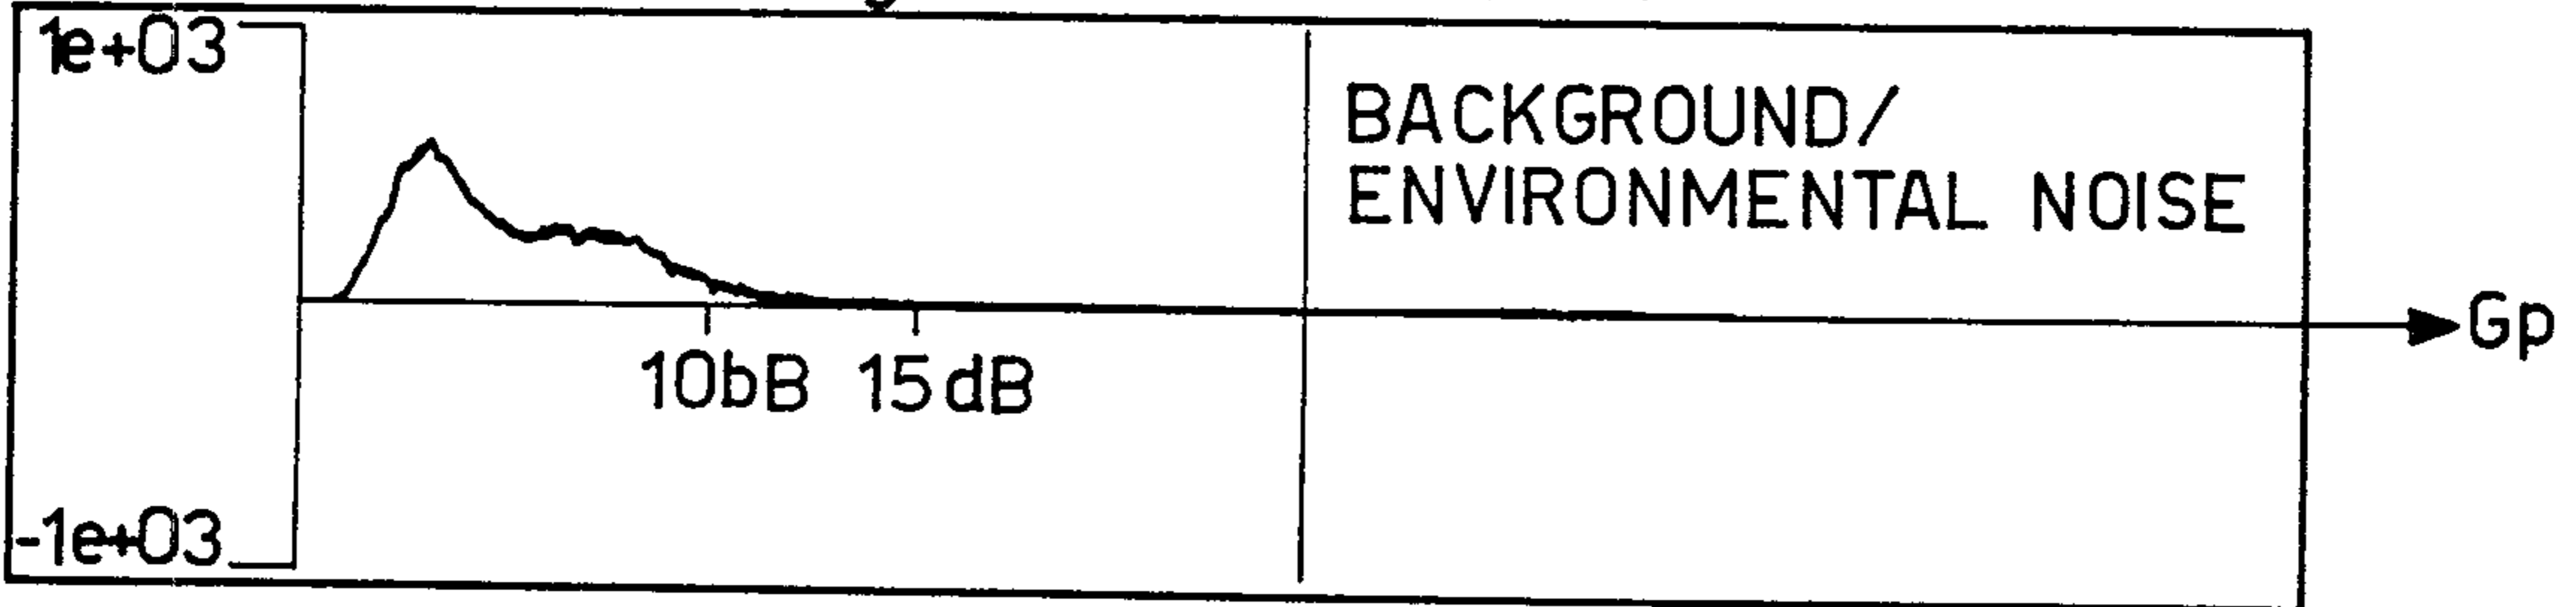 1e+03
BACKGROUND/
ENVIRONMENTAL NOISE
Gp
10bB 15dB
-1e+03